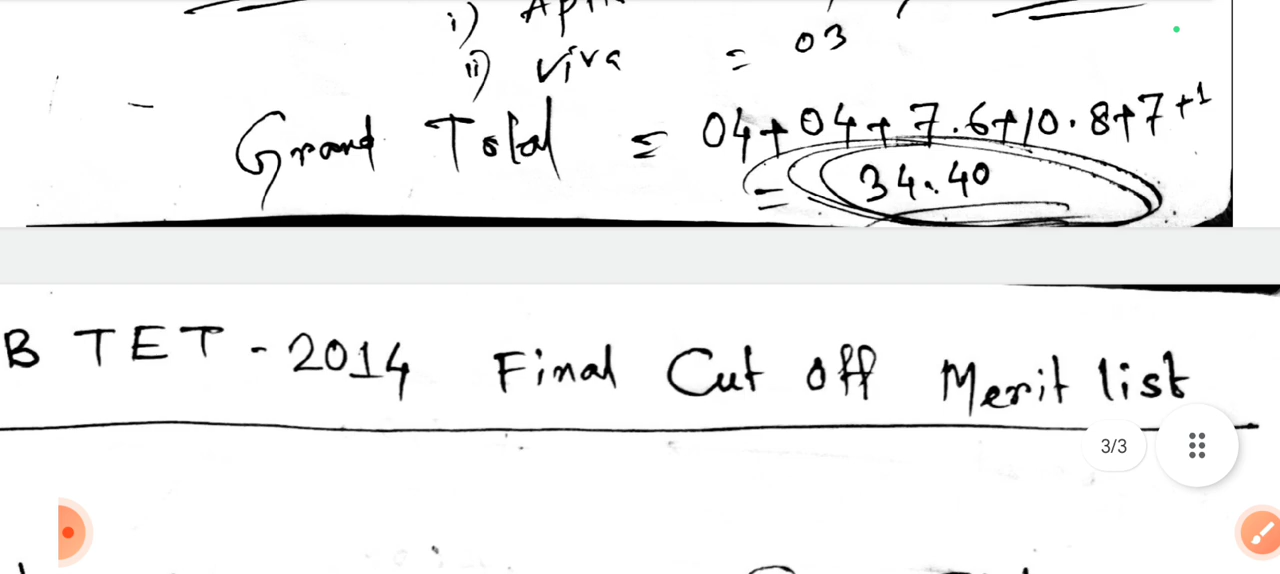 i)
ii) viva = 03
Grand Total = 04+04+7.6+10.8+7+1
= 34.40
B TET - 2014 Final Cut off Merit list
3/3